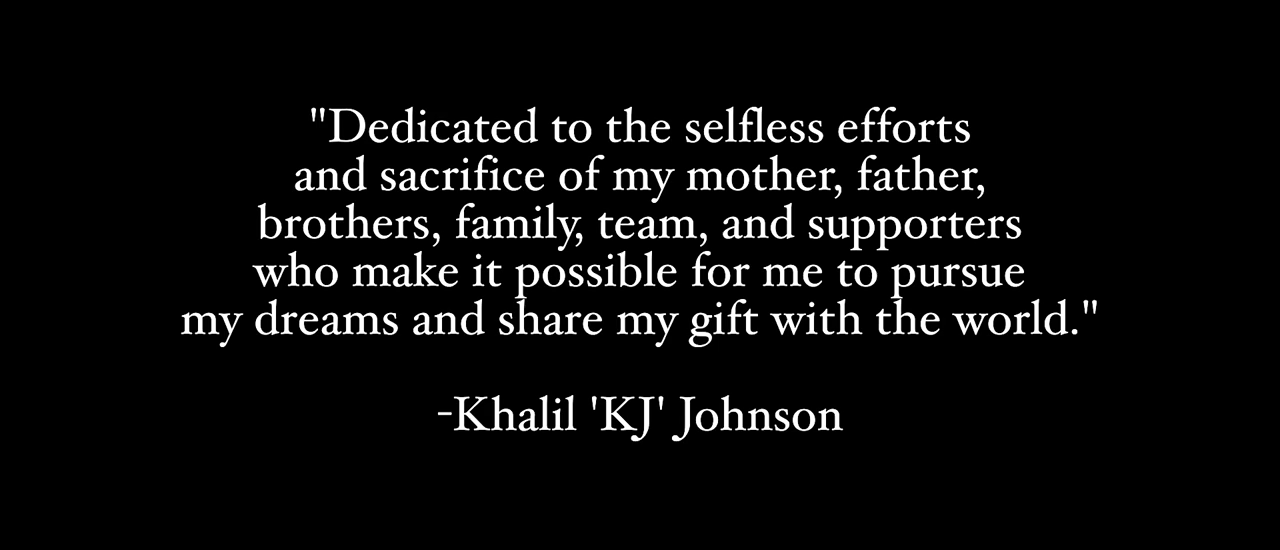 "Dedicated to the selfless efforts
and sacrifice of my mother, father,
brothers, family, team, and supporters
who make it possible for me to pursue
my dreams and share my gift with the world."
-Khalil 'KJ' Johnson